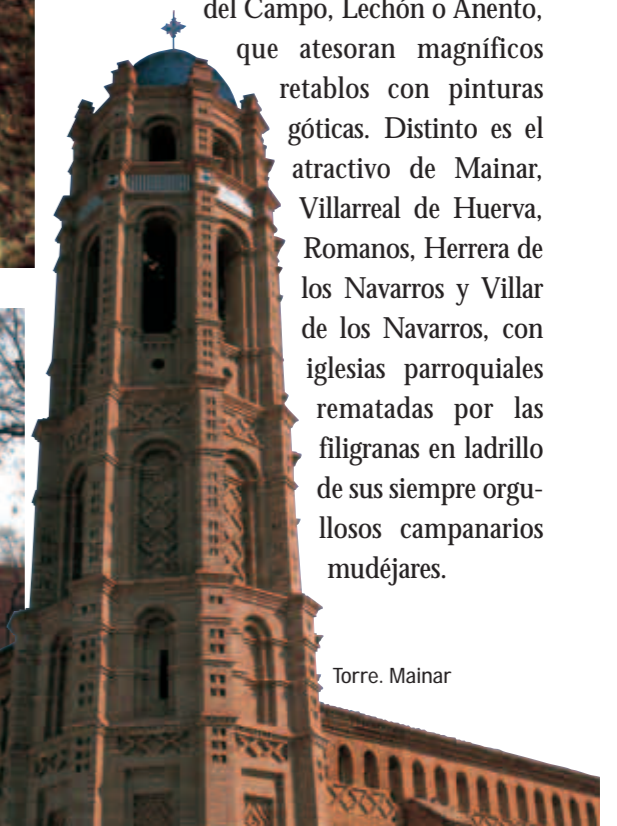 del Campo, Lechón o Anento,
que atesoran magníficos
retablos con pinturas
góticas. Distinto es el
atractivo de Mainar,
Villarreal de Huerva,
Romanos, Herrera de
los Navarros y Villar
de los Navarros, con
iglesias parroquiales
rematadas por las
filigranas en ladrillo
de sus siempre orgu-
llosos campanarios
mudéjares.
Torre. Mainar